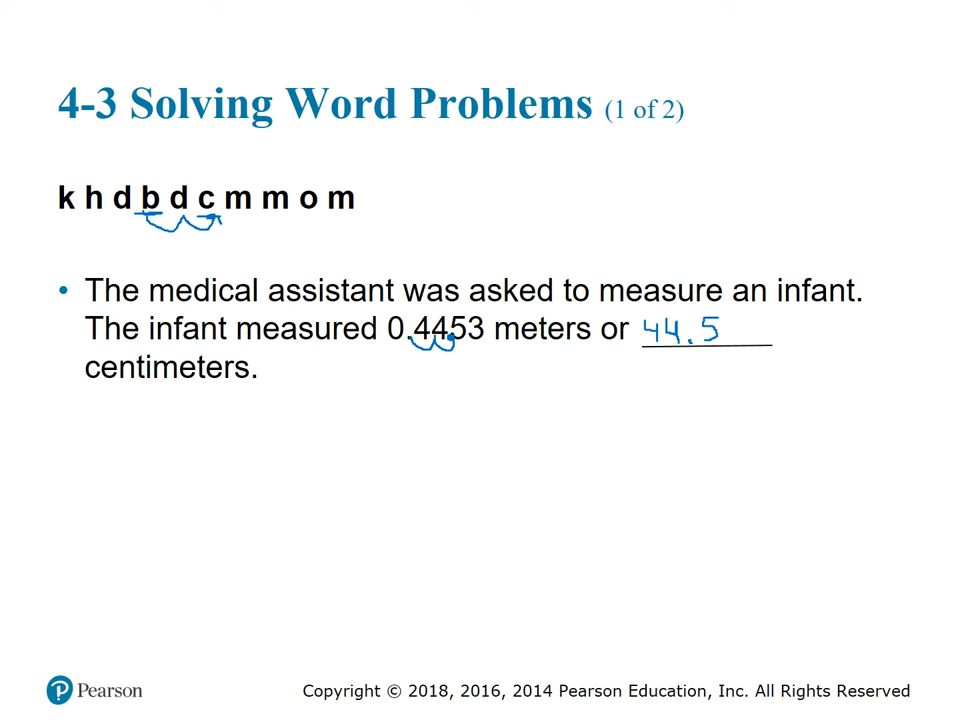 4-3 Solving Word Problems (1 of 2)
k h d b d c m m o m
• The medical assistant was asked to measure an infant.
The infant measured 0.4453 meters or 44.5
centimeters.
Pearson
Copyright © 2018, 2016, 2014 Pearson Education, Inc. All Rights Reserved